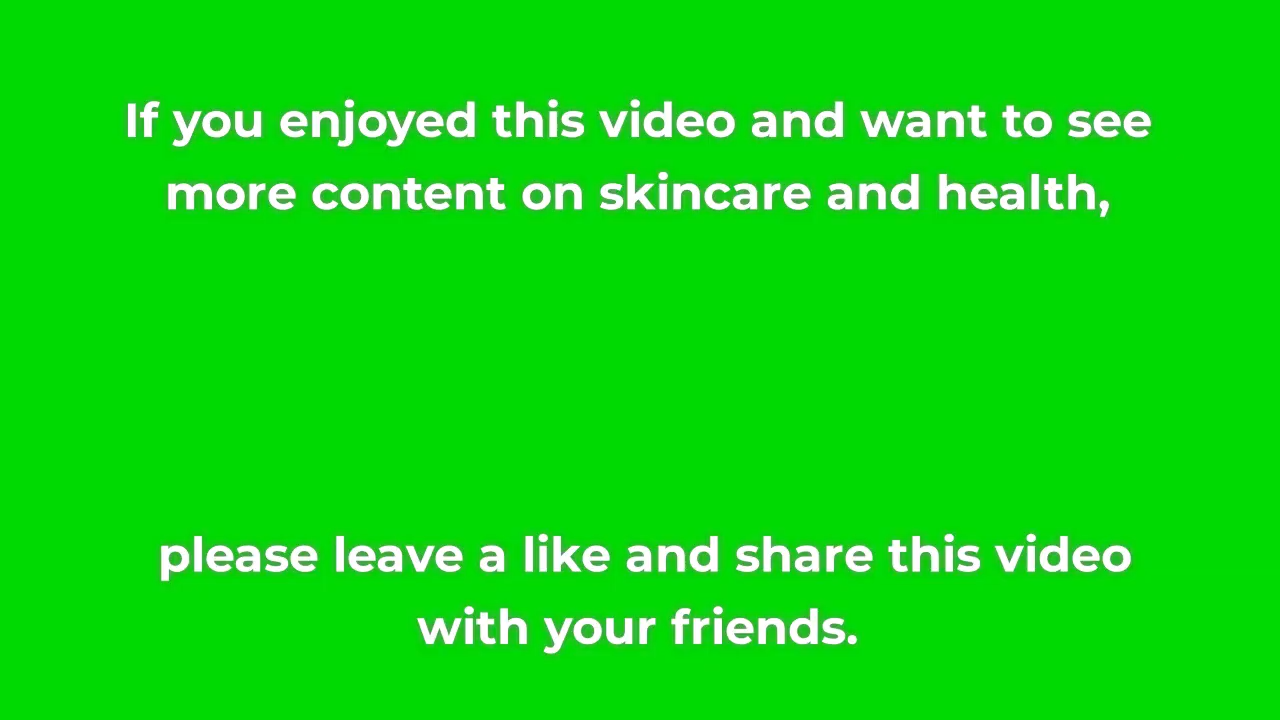 If you enjoyed this video and want to see
more content on skincare and health,
please leave a like and share this video
with your friends.